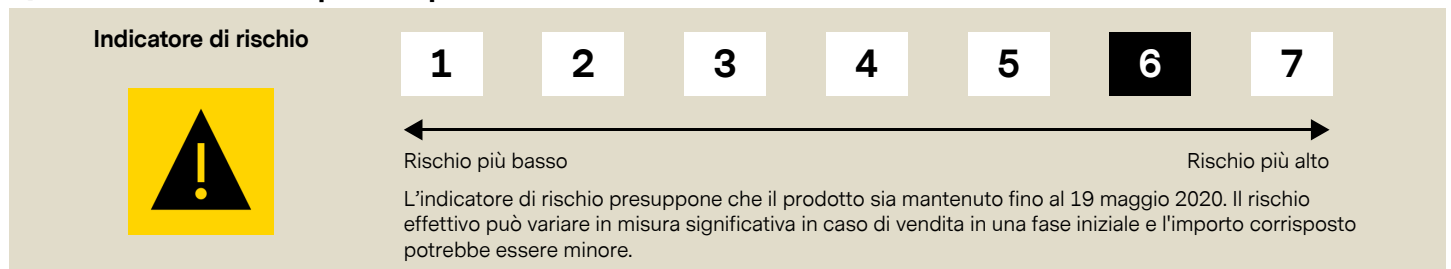 Indicatore di rischio
1 2 3 4 5 6 7
Rischio più basso Rischio più alto
L'indicatore di rischio presuppone che il prodotto sia mantenuto fino al 19 maggio 2020. Il rischio
effettivo può variare in misura significativa in caso di vendita in una fase iniziale e l'importo corrisposto
potrebbe essere minore.